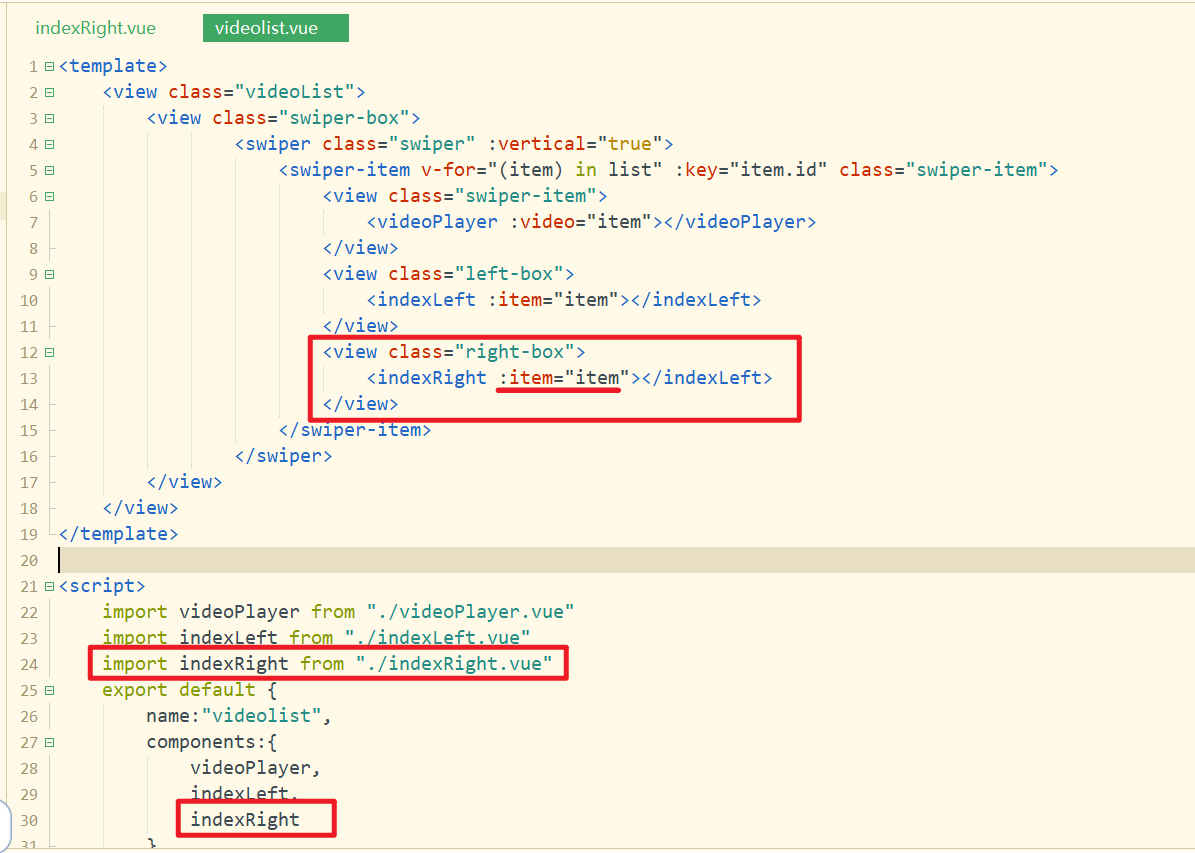 indexRight.vue videolist.vue
1 <template>
2 <view class="videoList">
3 <view class="swiper-box">
4 <swiper class="swiper" :vertical="true">
5 <swiper-item v-for="(item) in list" :key="item.id" class="swiper-item">
6 <view class="swiper-item">
7 <videoPlayer :video="item"></videoPlayer>
8 </view>
9 <view class="left-box">
10 <indexLeft :item="item"></indexLeft>
11 </view>
12 <view class="right-box">
13 <indexRight :item="item"></indexLeft>
14 </view>
15 </swiper-item>
16 </swiper>
17 </view>
18 </view>
19 </template>
20
21 <script>
22 import videoPlayer from "./videoPlayer.vue"
23 import indexLeft from "./indexLeft.vue"
24 import indexRight from "./indexRight.vue"
25 export default {
26 name:"videolist",
27 components:{
28 videoPlayer,
29 indexLeft,
30 indexRight
31 }